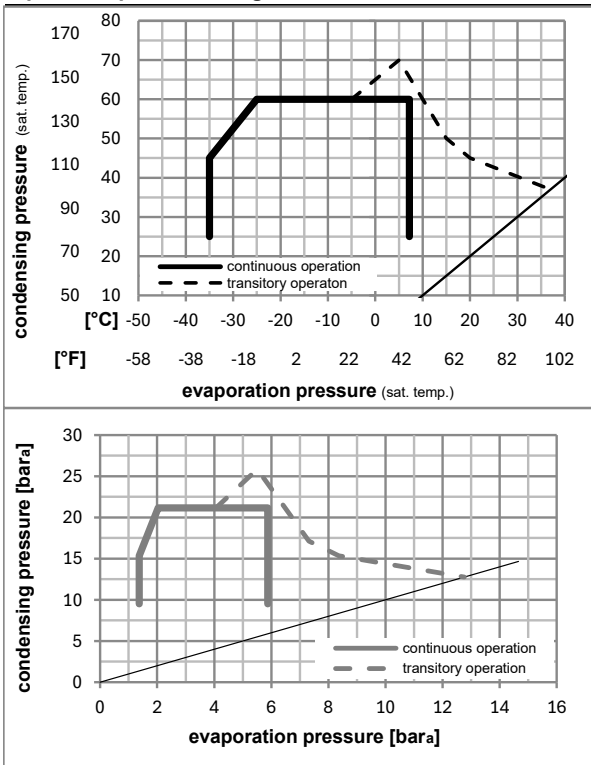 170 80 [°C]
70
150
60
130
50
110
40
90
30
70
20
50 10
condensing pressure (sat. temp.)
continuous operation
transitory operaton
[°C] -50 -40 -30 -20 -10 0 10 20 30 40
[°F] -58 -38 -18 2 22 42 62 82 102
evaporation pressure (sat. temp.)
condensing pressure [bara]
30
25
20
15
10
5
0
continuous operation
transitory operation
0 2 4 6 8 10 12 14 16
evaporation pressure [bara]